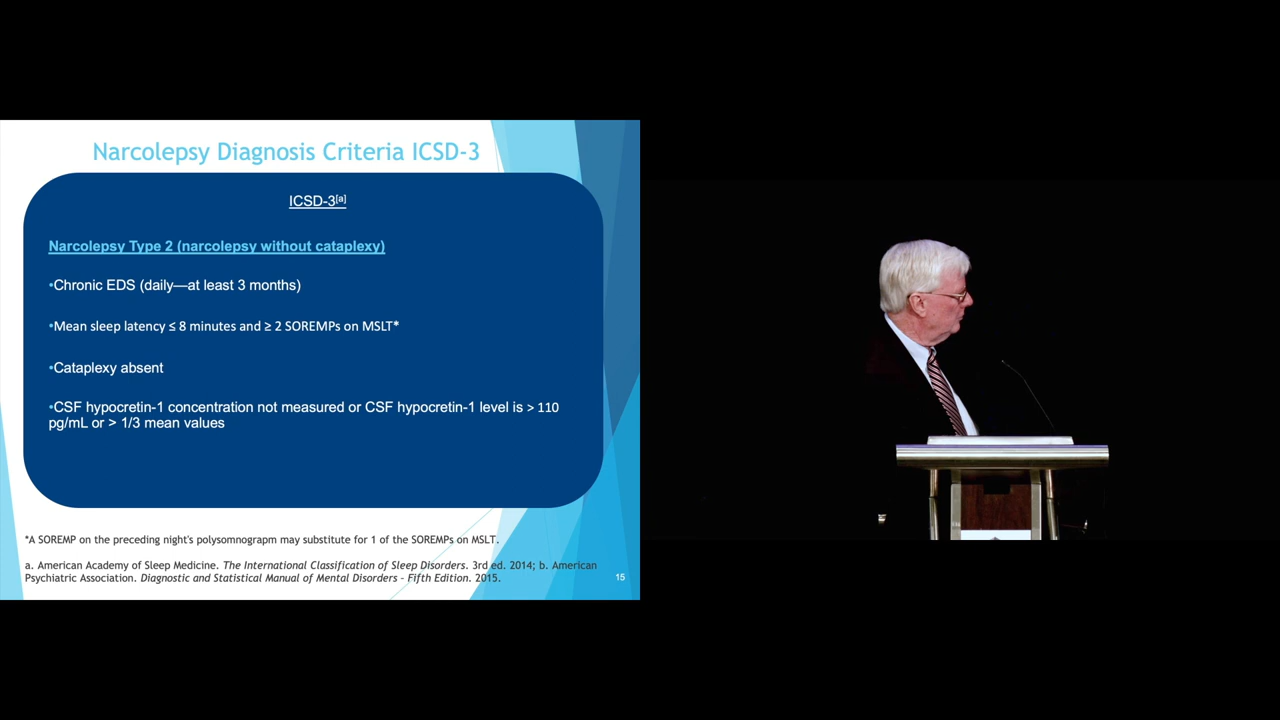 Narcolepsy Diagnosis Criteria ICSD-3
ICSD-3[a]
Narcolepsy Type 2 (narcolepsy without cataplexy)
•Chronic EDS (daily—at least 3 months)
•Mean sleep latency ≤ 8 minutes and ≥ 2 SOREMPs on MSLT*
•Cataplexy absent
•CSF hypocretin-1 concentration not measured or CSF hypocretin-1 level is > 110
pg/mL or > 1/3 mean values
*A SOREMP on the preceding night's polysomnograpm may substitute for 1 of the SOREMPs on MSLT.
a. American Academy of Sleep Medicine. The International Classification of Sleep Disorders. 3rd ed. 2014; b. American
Psychiatric Association. Diagnostic and Statistical Manual of Mental Disorders – Fifth Edition. 2015.
15